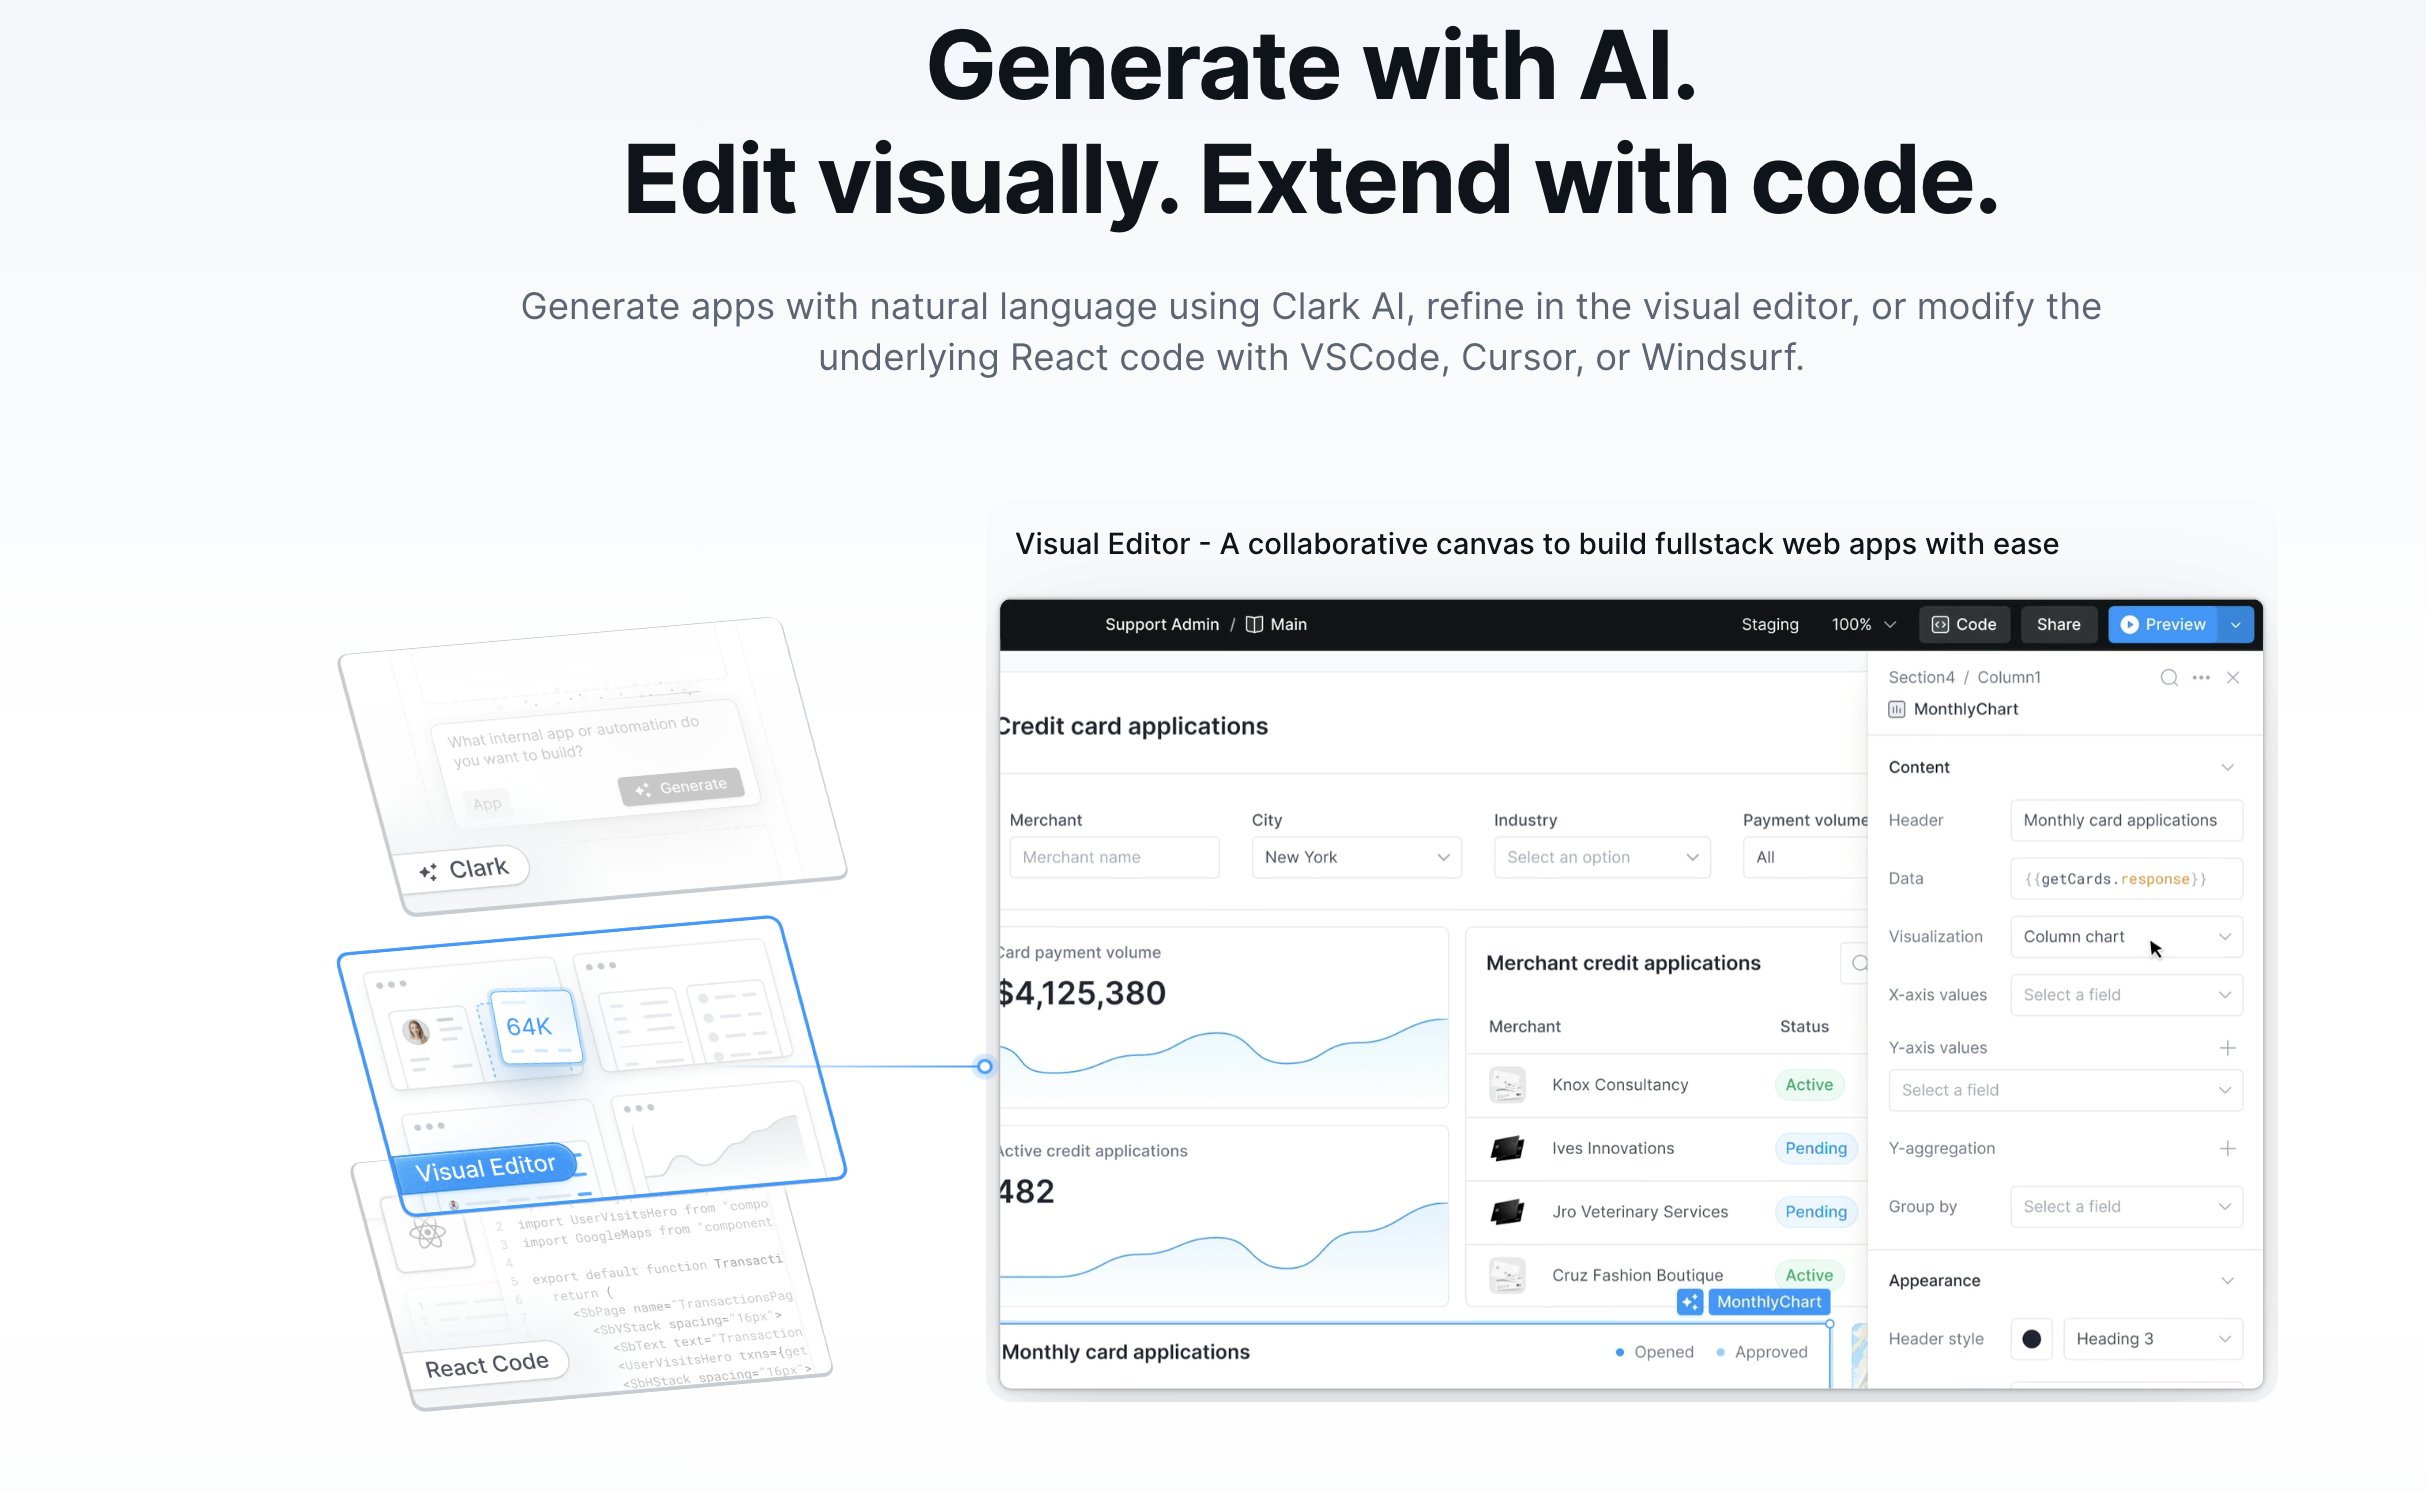 Generate with AI.
Edit visually. Extend with code.
Generate apps with natural language using Clark AI, refine in the visual editor, or modify the
underlying React code with VSCode, Cursor, or Windsurf.
What internal app or automation do
you want to build?
App
Generate
Clark
64K
Visual Editor
2 import UserVisitsHero from "compo
3 import GoogleMaps from "component
4
5 export default function Transacti
6 return (
7 <SbPage name="TransactionsPag
<SbVStack spacing="16px">
<SbText text="Transaction
<UserVisitsHero txns={get
<SbHStack spacing="16px">
1
2
React Code
Visual Editor - A collaborative canvas to build fullstack web apps with ease
Support Admin / Main
Staging
100%
Code
Share
Preview
Credit card applications
Merchant
City
Industry
Payment volume
Merchant name
New York
Select an option
All
Card payment volume
$4,125,380
Active credit applications
482
Merchant credit applications
Merchant
Status
Knox Consultancy
Active
Ives Innovations
Pending
Jro Veterinary Services
Pending
Cruz Fashion Boutique
Active
MonthlyChart
Monthly card applications
Opened
Approved
Section4 / Column1
MonthlyChart
Content
Header
Monthly card applications
Data
{{getCards.response}}
Visualization
Column chart
X-axis values
Select a field
Y-axis values
Select a field
Y-aggregation
Group by
Select a field
Appearance
Header style
Heading 3